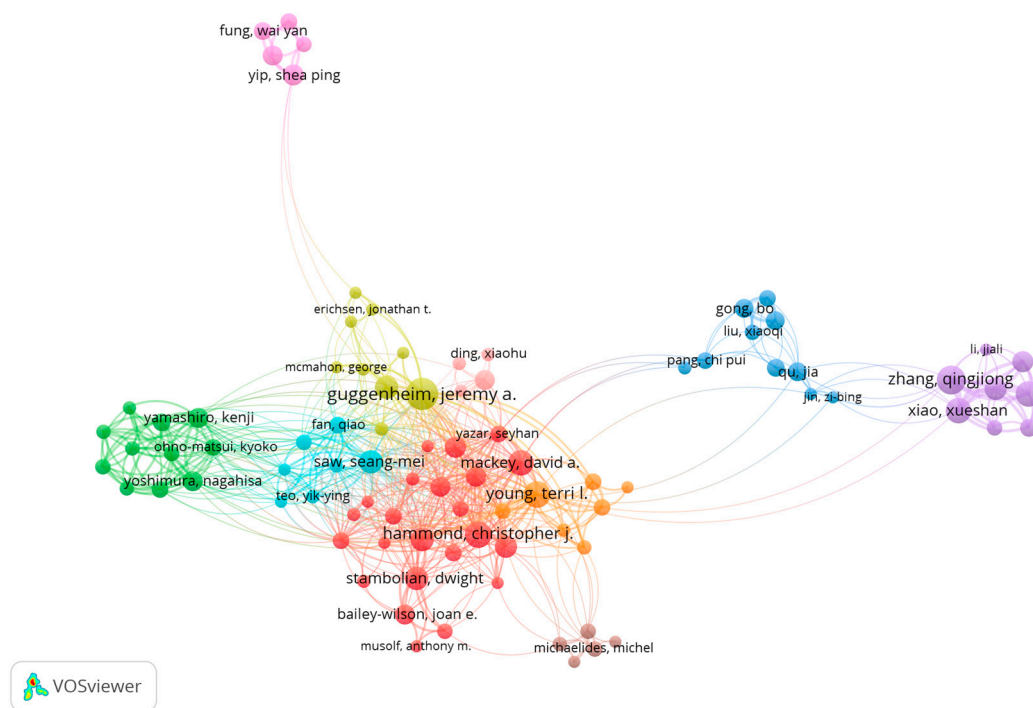 fung, wai yan
yip, shea ping
erichsen, jonathan t.
gong, bo
liu, xiaoqi
li, jiali
ding, xiaohu
pang, chi pui
mcmahon, george
qu, jia
zhang, qingjiong
guggenheim, jeremy a.
jin, zi-bing
xiao, xueshan
yamashiro, kenji
fan, qiao
yazar, seyhan
ohno-matsui, kyoko
saw, seang-mei
mackey, david a.
yoshimura, nagahisa
teo, yik-ying
young, terri l.
hammond, christopher j.
stambolian, dwight
bailey-wilson, joan e.
musolf, anthony m.
michaelides, michel
VOSviewer